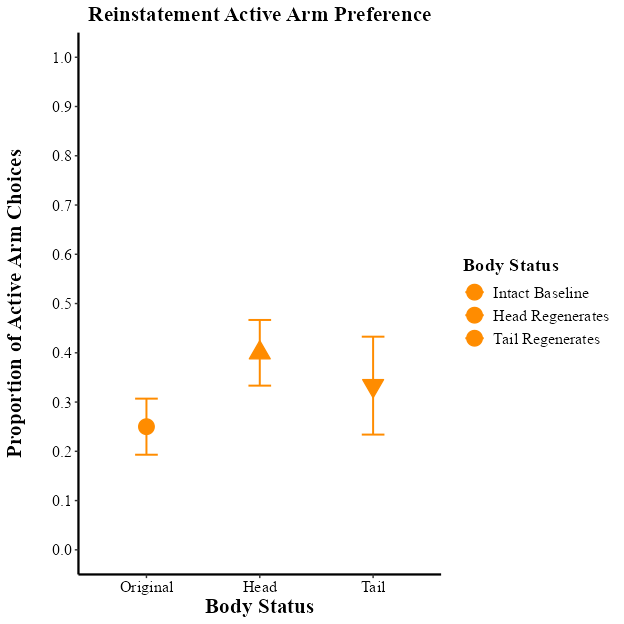 Reinstatement Active Arm Preference
Proportion of Active Arm Choices
1.0
0.9
0.8
0.7
0.6
0.5
0.4
0.3
0.2
0.1
0.0
Original Head Tail
Body Status
Body Status
Intact Baseline
Head Regenerates
Tail Regenerates